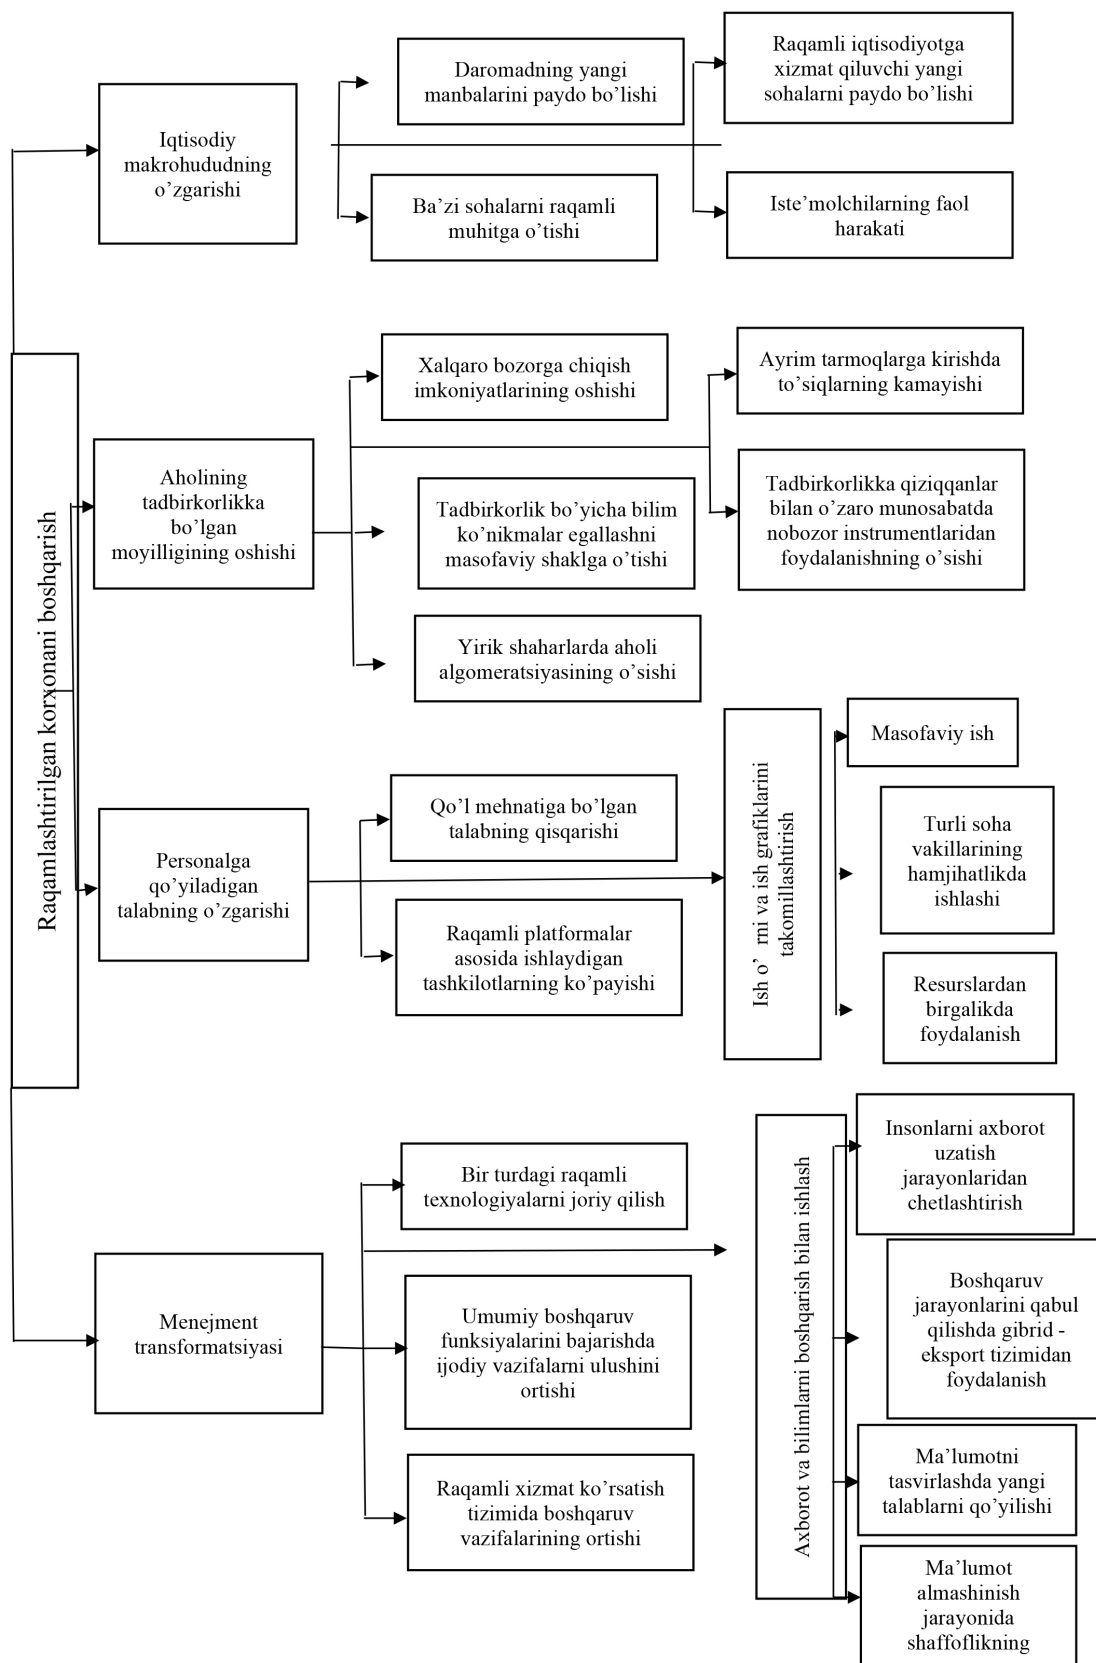 Raqamlashtirilgan korxonani boshqarish
Iqtisodiy
makrohududning
o’zgarishi
Daromadning yangi
manbalarini paydo bo’lishi
Ba’zi sohalarni raqamli
muhitga o’tishi
Raqamli iqtisodiyotga
xizmat qiluvchi yangi
sohalarni paydo bo’lishi
Iste’molchilarning faol
harakati
Aholining
tadbirkorlikka
bo’lgan
moyilligining oshishi
Xalqaro bozorga chiqish
imkoniyatlarining oshishi
Tadbirkorlik bo’yicha bilim
ko’nikmalar egallashni
masofaviy shaklga o’tishi
Yirik shaharlarda aholi
algomeratsiyasining o’sishi
Ayrim tarmoqlarga kirishda
to’siqlarning kamayishi
Tadbirkorlikka qiziqqanlar
bilan o’zaro munosabatda
nobozor instrumentlaridan
foydalanishning o’sishi
Personalga
qo’yiladigan
talabning o’zgarishi
Qo’l mehnatiga bo’lgan
talabning qisqarishi
Raqamli platformalar
asosida ishlaydigan
tashkilotlarning ko’payishi
Ish o’ rni va ish grafiklarini
takomillashtirish
Masofaviy ish
Turli soha
vakillarining
hamjihatlikda
ishlashi
Resurslardan
birgalikda
foydalanish
Menejment
transformatsiyasi
Bir turdagi raqamli
texnologiyalarni joriy qilish
Umumiy boshqaruv
funksiyalarini bajarishda
ijodiy vazifalarni ulushini
ortishi
Raqamli xizmat ko’rsatish
tizimida boshqaruv
vazifalarining ortishi
Axborot va bilimlarni boshqarish bilan ishlash
Insonlarni axborot
uzatish
jarayonlaridan
chetlashtirish
Boshqaruv
jarayonlarini qabul
qilishda gibrid -
eksport tizimidan
foydalanish
Ma’lumotni
tasvirlashda yangi
talablarni qo’yilishi
Ma’lumot
almashinish
jarayonida
shaffoflikning